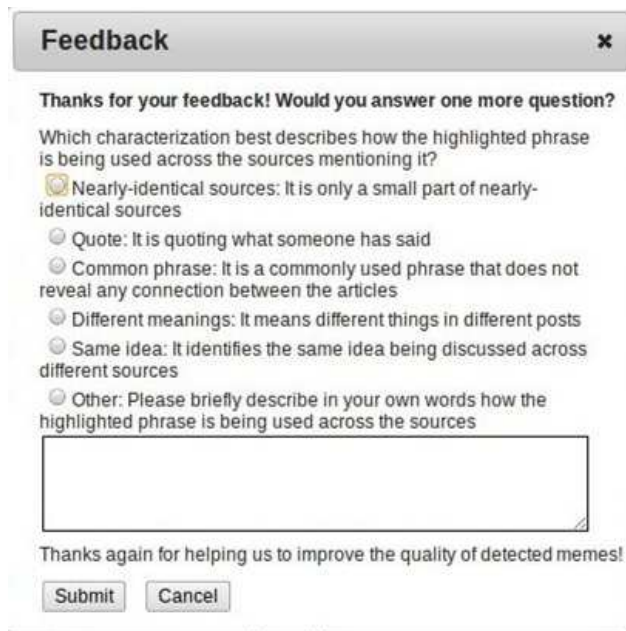 Feedback
Thanks for your feedback! Would you answer one more question?
Which characterization best describes how the highlighted phrase
is being used across the sources mentioning it?
Nearly-identical sources: It is only a small part of nearly-
identical sources
Quote: It is quoting what someone has said
Common phrase: It is a commonly used phrase that does not
reveal any connection between the articles
Different meanings: It means different things in different posts
Same idea: It identifies the same idea being discussed across
different sources
Other: Please briefly describe in your own words how the
highlighted phrase is being used across the sources
Thanks again for helping us to improve the quality of detected memes!
Submit Cancel